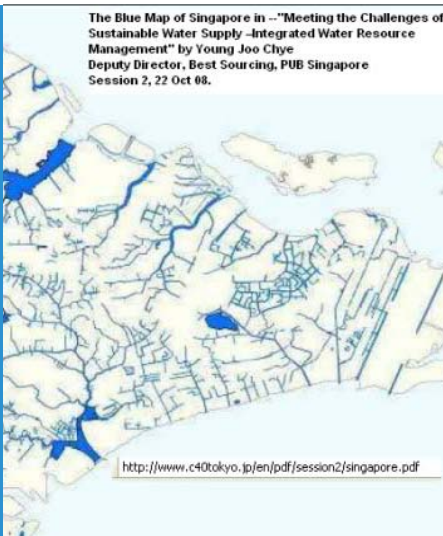 The Blue Map of Singapore in --"Meeting the Challenges of
Sustainable Water Supply –Integrated Water Resource
Management" by Young Joo Chye
Deputy Director, Best Sourcing, PUB Singapore
Session 2, 22 Oct 08.
http://www.c40tokyo.jp/en/pdf/session2/singapore.pdf